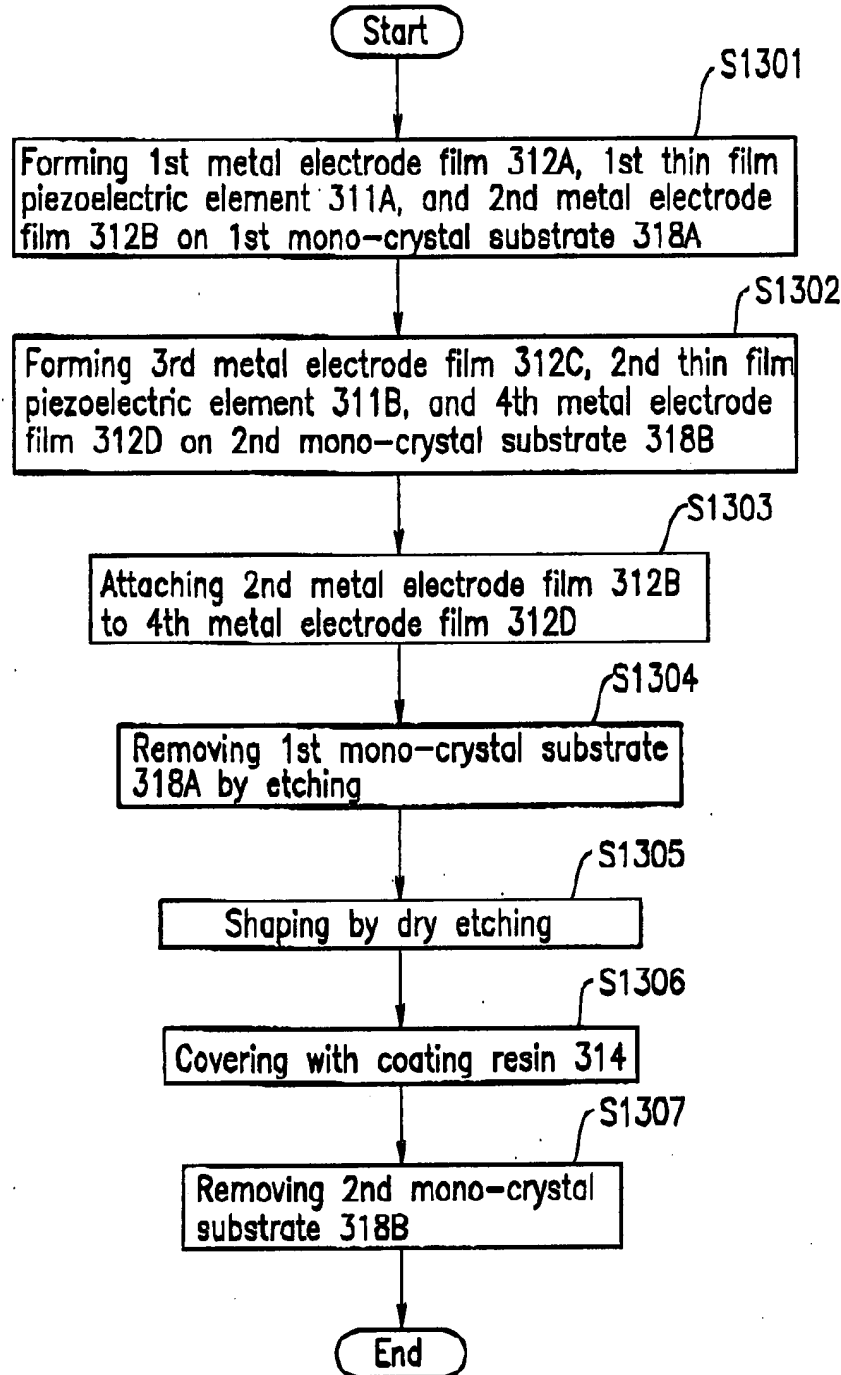 Start
S1301
Forming 1st metal electrode film 312A, 1st thin film
piezoelectric element 311A, and 2nd metal electrode
film 312B on 1st mono-crystal substrate 318A
S1302
Forming 3rd metal electrode film 312C, 2nd thin film
piezoelectric element 311B, and 4th metal electrode
film 312D on 2nd mono-crystal substrate 318B
S1303
Attaching 2nd metal electrode film 312B
to 4th metal electrode film 312D
S1304
Removing 1st mono-crystal substrate
318A by etching
S1305
Shaping by dry etching
S1306
Covering with coating resin 314
S1307
Removing 2nd mono-crystal
substrate 318B
End